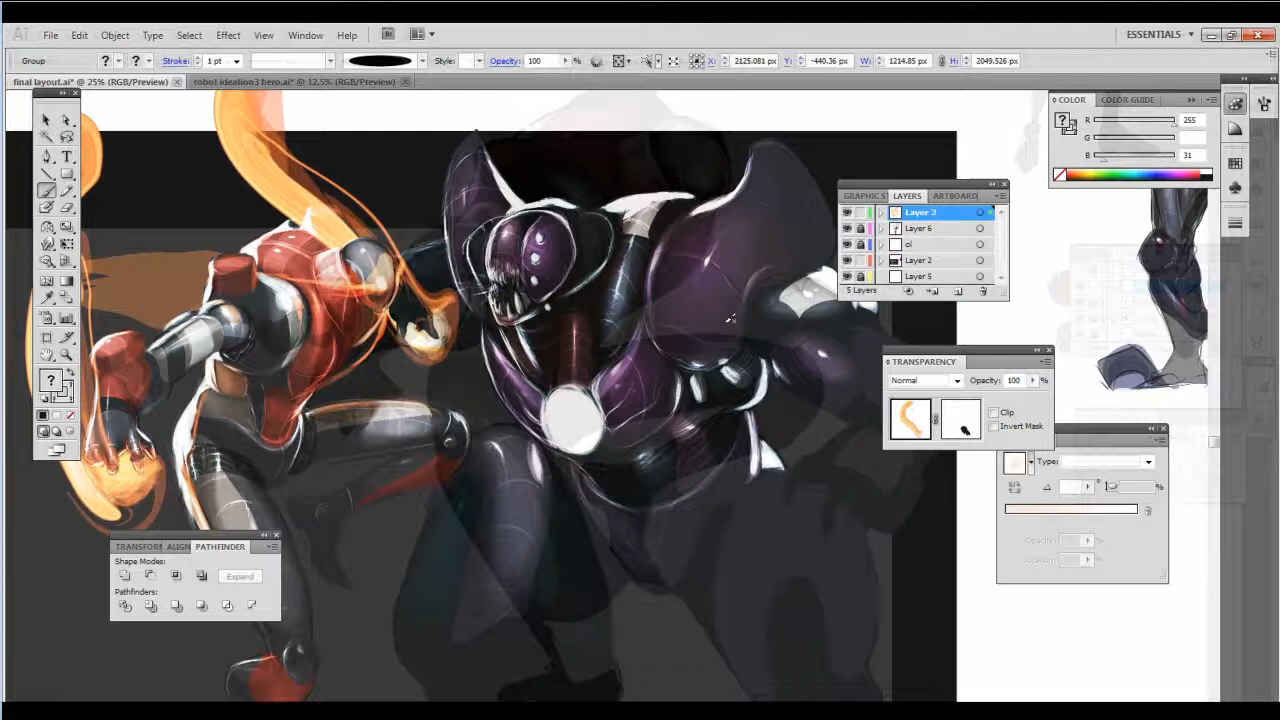 Ai File Edit Object Type Select Effect View Window Help Br ESSENTIALS
Group ? ? Stroke: 1 pt Style: Opacity: 100 % X: 2125.081 px Y: -440.36 px W: 1214.85 px H: 2049.526 px
final layout.ai* @ 25% (RGB/Preview) robot ideation3 hero.ai* @ 12.5% (RGB/Preview)
COLOR COLOR GUIDE
? R 255
G
B 31
T
GRAPHIC ST LAYERS ARTBOARD
Layer 3
Layer 6
ol
Layer 2
Layer 5
5 Layers
TRANSPARENCY
Normal Opacity: 100 %
Clip
Invert Mask
?
Type:
° %
Opacity: %
Location: %
TRANSFORM ALIGN PATHFINDER
Shape Modes:
Expand
Pathfinders: